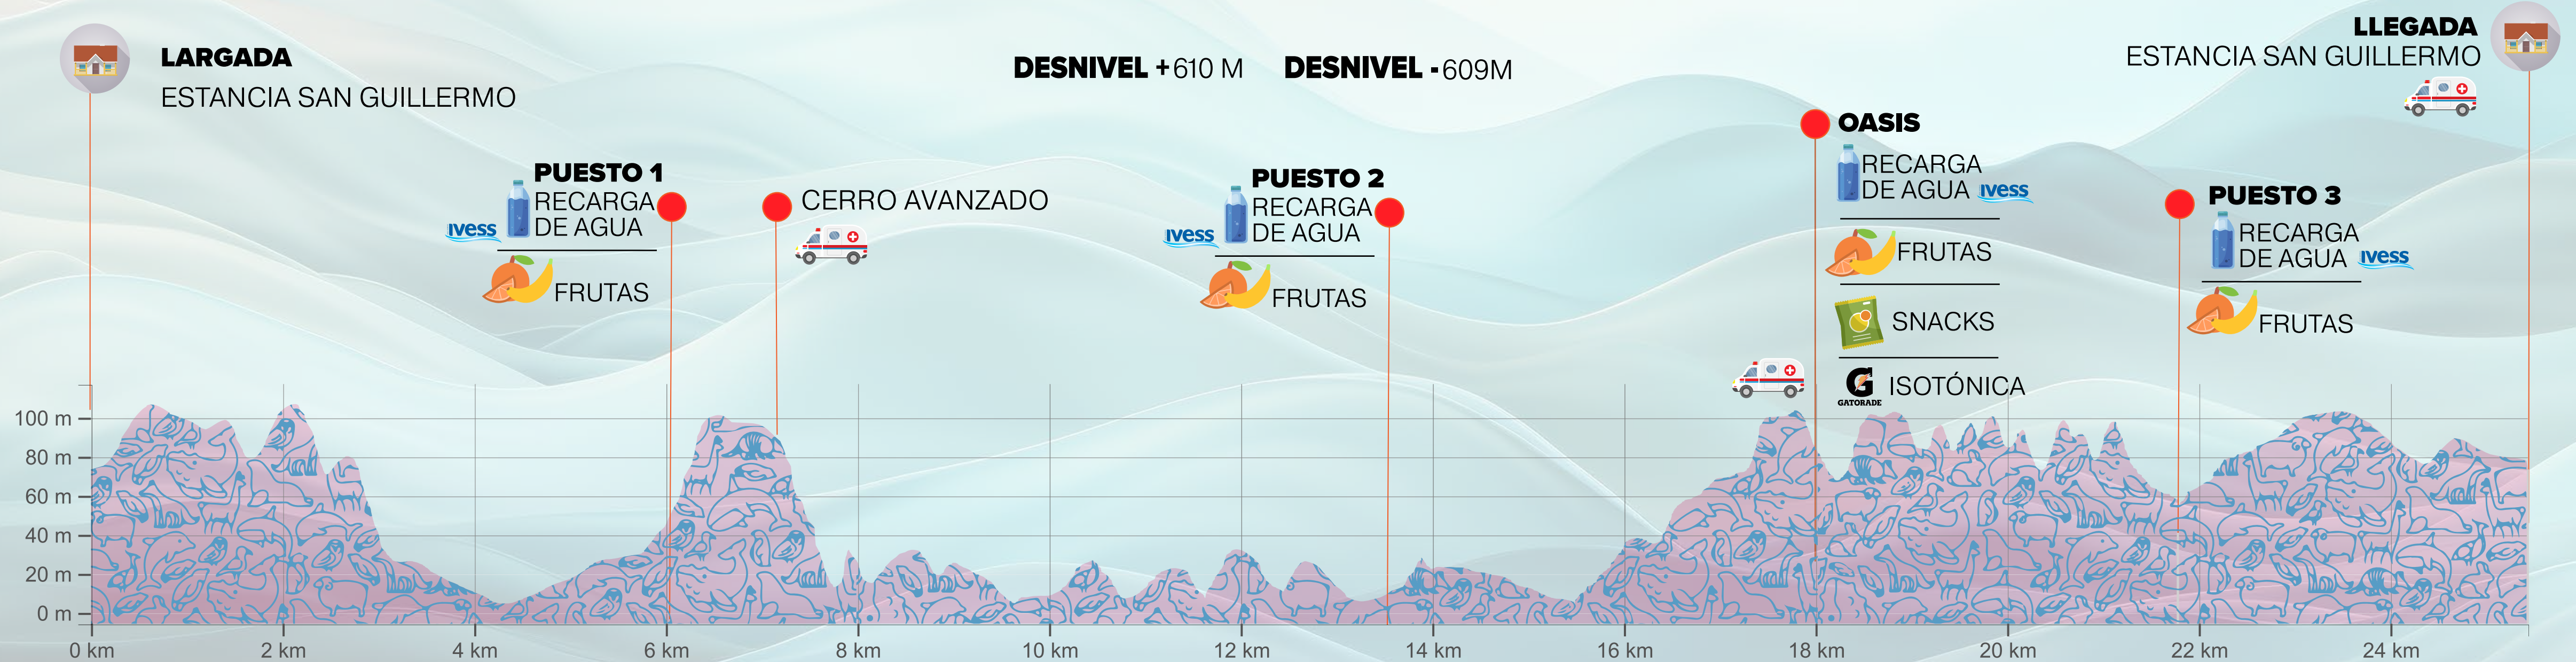 LARGADA
ESTANCIA SAN GUILLERMO
DESNIVEL +610 M
DESNIVEL -609M
LLEGADA
ESTANCIA SAN GUILLERMO
PUESTO 1
RECARGA
DE AGUA
IVESS
FRUTAS
CERRO AVANZADO
PUESTO 2
RECARGA
DE AGUA
IVESS
FRUTAS
OASIS
RECARGA
DE AGUA
IVESS
FRUTAS
SNACKS
G
GATORADE
ISOTÓNICA
PUESTO 3
RECARGA
DE AGUA
IVESS
FRUTAS
100 m
80 m
60 m
40 m
20 m
0 m
0 km
2 km
4 km
6 km
8 km
10 km
12 km
14 km
16 km
18 km
20 km
22 km
24 km